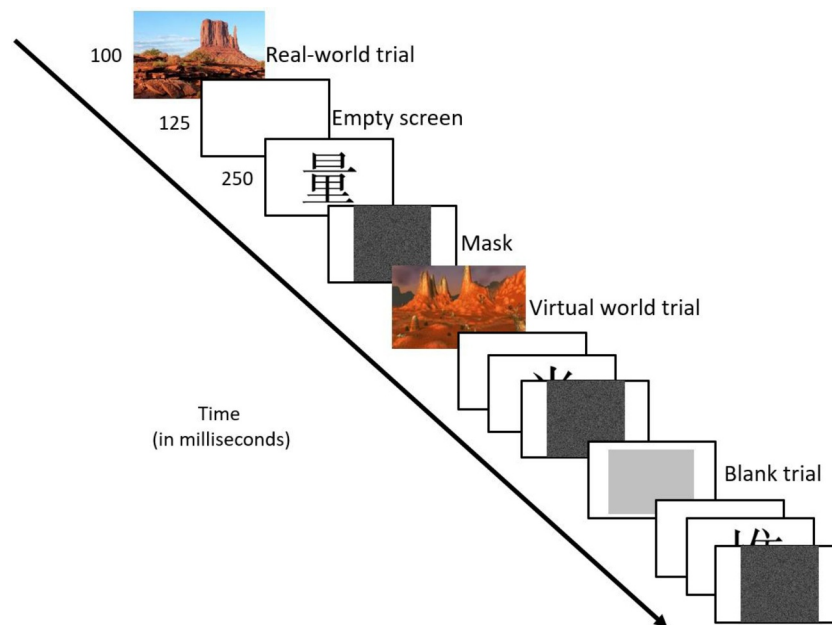 100
Real-world trial
125
Empty screen
250
量
Mask
Virtual world trial
Time
(in milliseconds)
Blank trial